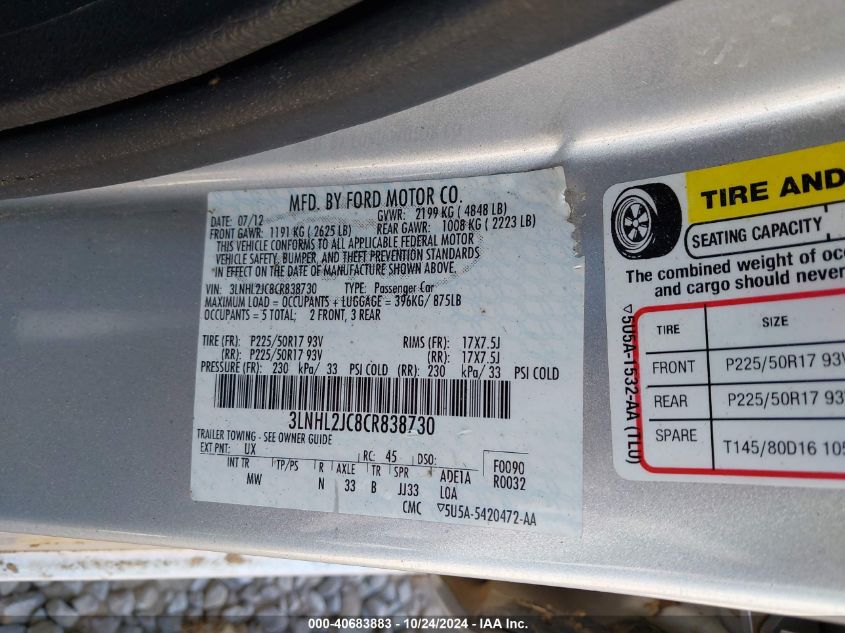 MFD. BY FORD MOTOR CO.
DATE: 07/12 GVWR: 2199 KG ( 4848 LB)
FRONT GAWR: 1191 KG ( 2625 LB) REAR GAWR: 1008 KG ( 2223 LB)
THIS VEHICLE CONFORMS TO ALL APPLICABLE FEDERAL MOTOR
VEHICLE SAFETY, BUMPER, AND THEFT PREVENTION STANDARDS
*IN EFFECT ON THE DATE OF MANUFACTURE SHOWN ABOVE.
VIN: 3LNHL2JC8CR838730 TYPE: Passenger Car
MAXIMUM LOAD = OCCUPANTS + LUGGAGE = 396KG/ 875LB
OCCUPANTS = 5 TOTAL: 2 FRONT, 3 REAR
TIRE (FR): P225/50R17 93V RIMS (FR): 17X7.5J
(RR): P225/50R17 93V (RR): 17X7.5J
PRESSURE (FR): 230 kPa/ 33 PSI COLD (RR): 230 kPa/ 33 PSI COLD
3LNHL2JC8CR838730
TRAILER TOWING - SEE OWNER GUIDE
EXT PNT: UX RC: 45 DSO: F0090
INT TR TP/PS R AXLE TR SPR ADETA R0032
MW N 33 B JJ33 LOA
CMC ▽5U5A-5420472-AA
TIRE AND
SEATING CAPACITY
The combined weight of occ
and cargo should never
TIRE SIZE
FRONT P225/50R17 93V
REAR P225/50R17 93V
SPARE T145/80D16 105
▽5U5A-1532-AA (TL0)
000-40683883 - 10/24/2024 - IAA Inc.